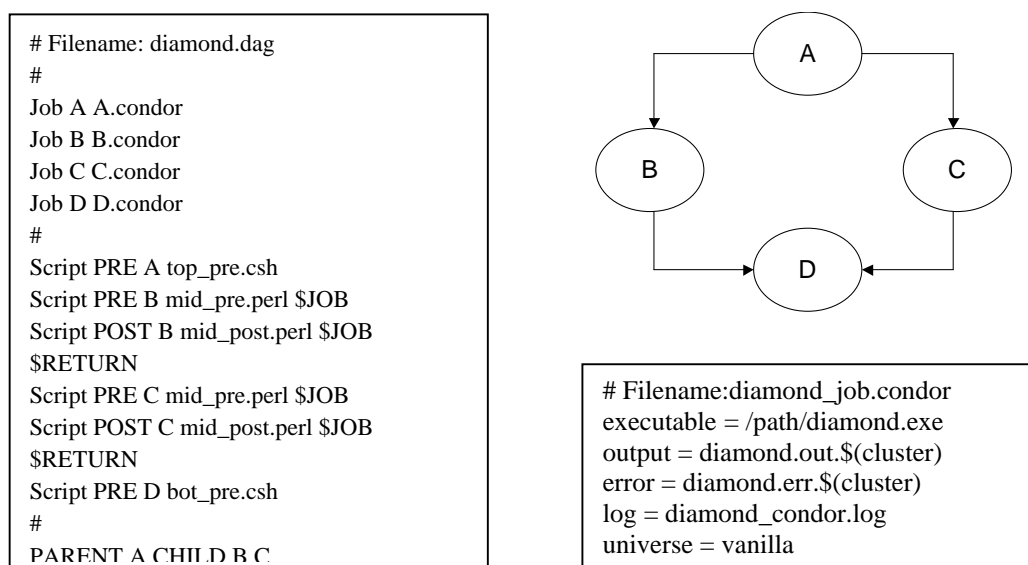 # Filename: diamond.dag
#
Job A A.condor
Job B B.condor
Job C C.condor
Job D D.condor
#
Script PRE A top_pre.csh
Script PRE B mid_pre.perl $JOB
Script POST B mid_post.perl $JOB
$RETURN
Script PRE C mid_pre.perl $JOB
Script POST C mid_post.perl $JOB
$RETURN
Script PRE D bot_pre.csh
#
PARENT A CHILD B C
A
B
C
D
# Filename:diamond_job.condor
executable = /path/diamond.exe
output = diamond.out.$(cluster)
error = diamond.err.$(cluster)
log = diamond_condor.log
universe = vanilla